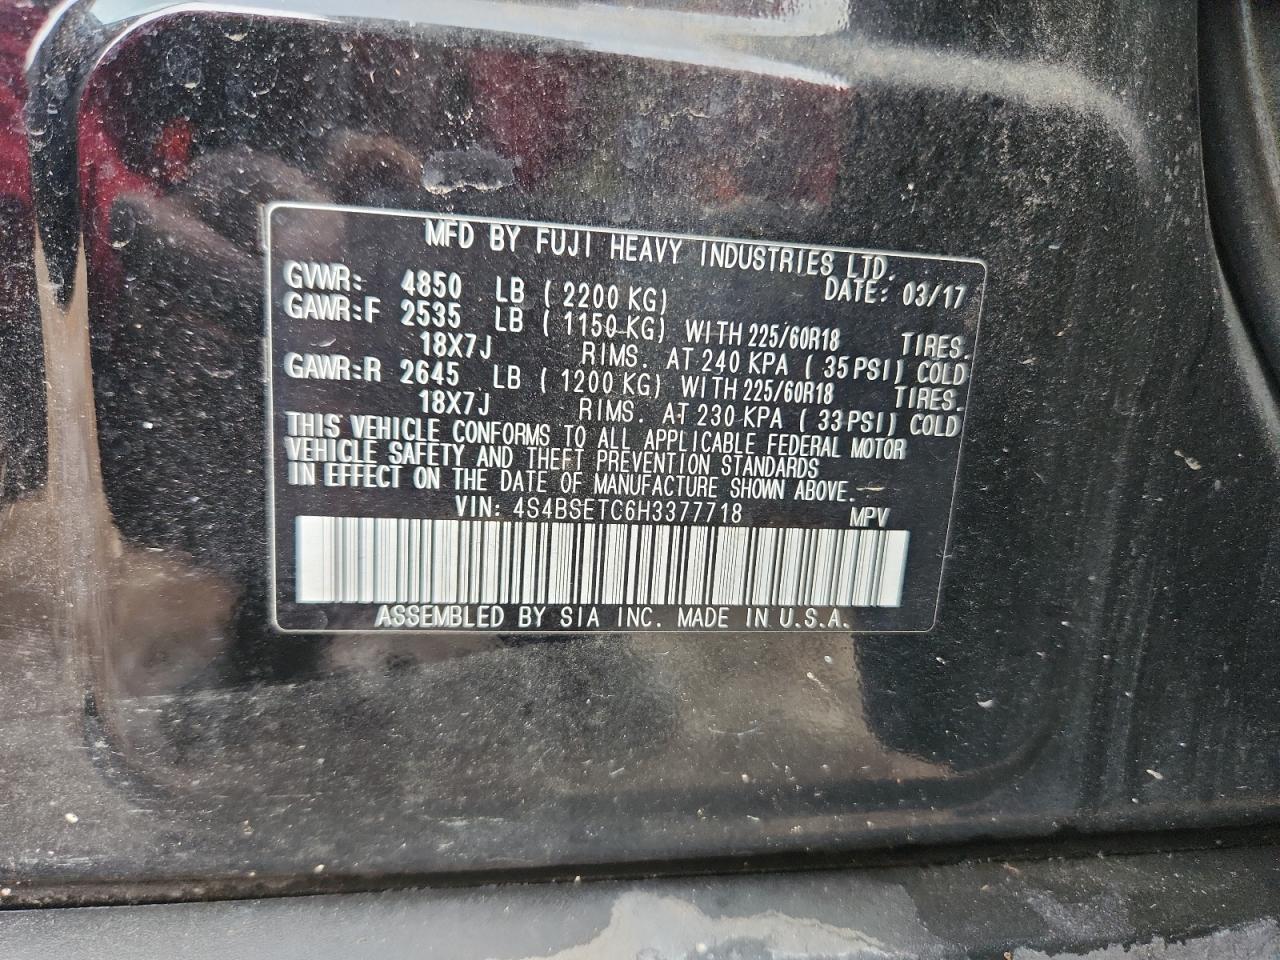 MFD BY FUJI HEAVY INDUSTRIES LTD.
GVWR: 4850 LB ( 2200 KG) DATE: 03/17
GAWR:F 2535 LB ( 1150 KG) WITH 225/60R18 TIRES.
18X7J RIMS. AT 240 KPA ( 35 PSI) COLD
GAWR:R 2645 LB ( 1200 KG) WITH 225/60R18 TIRES.
18X7J RIMS. AT 230 KPA ( 33 PSI) COLD
THIS VEHICLE CONFORMS TO ALL APPLICABLE FEDERAL MOTOR
VEHICLE SAFETY AND THEFT PREVENTION STANDARDS
IN EFFECT ON THE DATE OF MANUFACTURE SHOWN ABOVE.
VIN: 4S4BSETC6H3377718 MPV
ASSEMBLED BY SIA INC. MADE IN U.S.A.